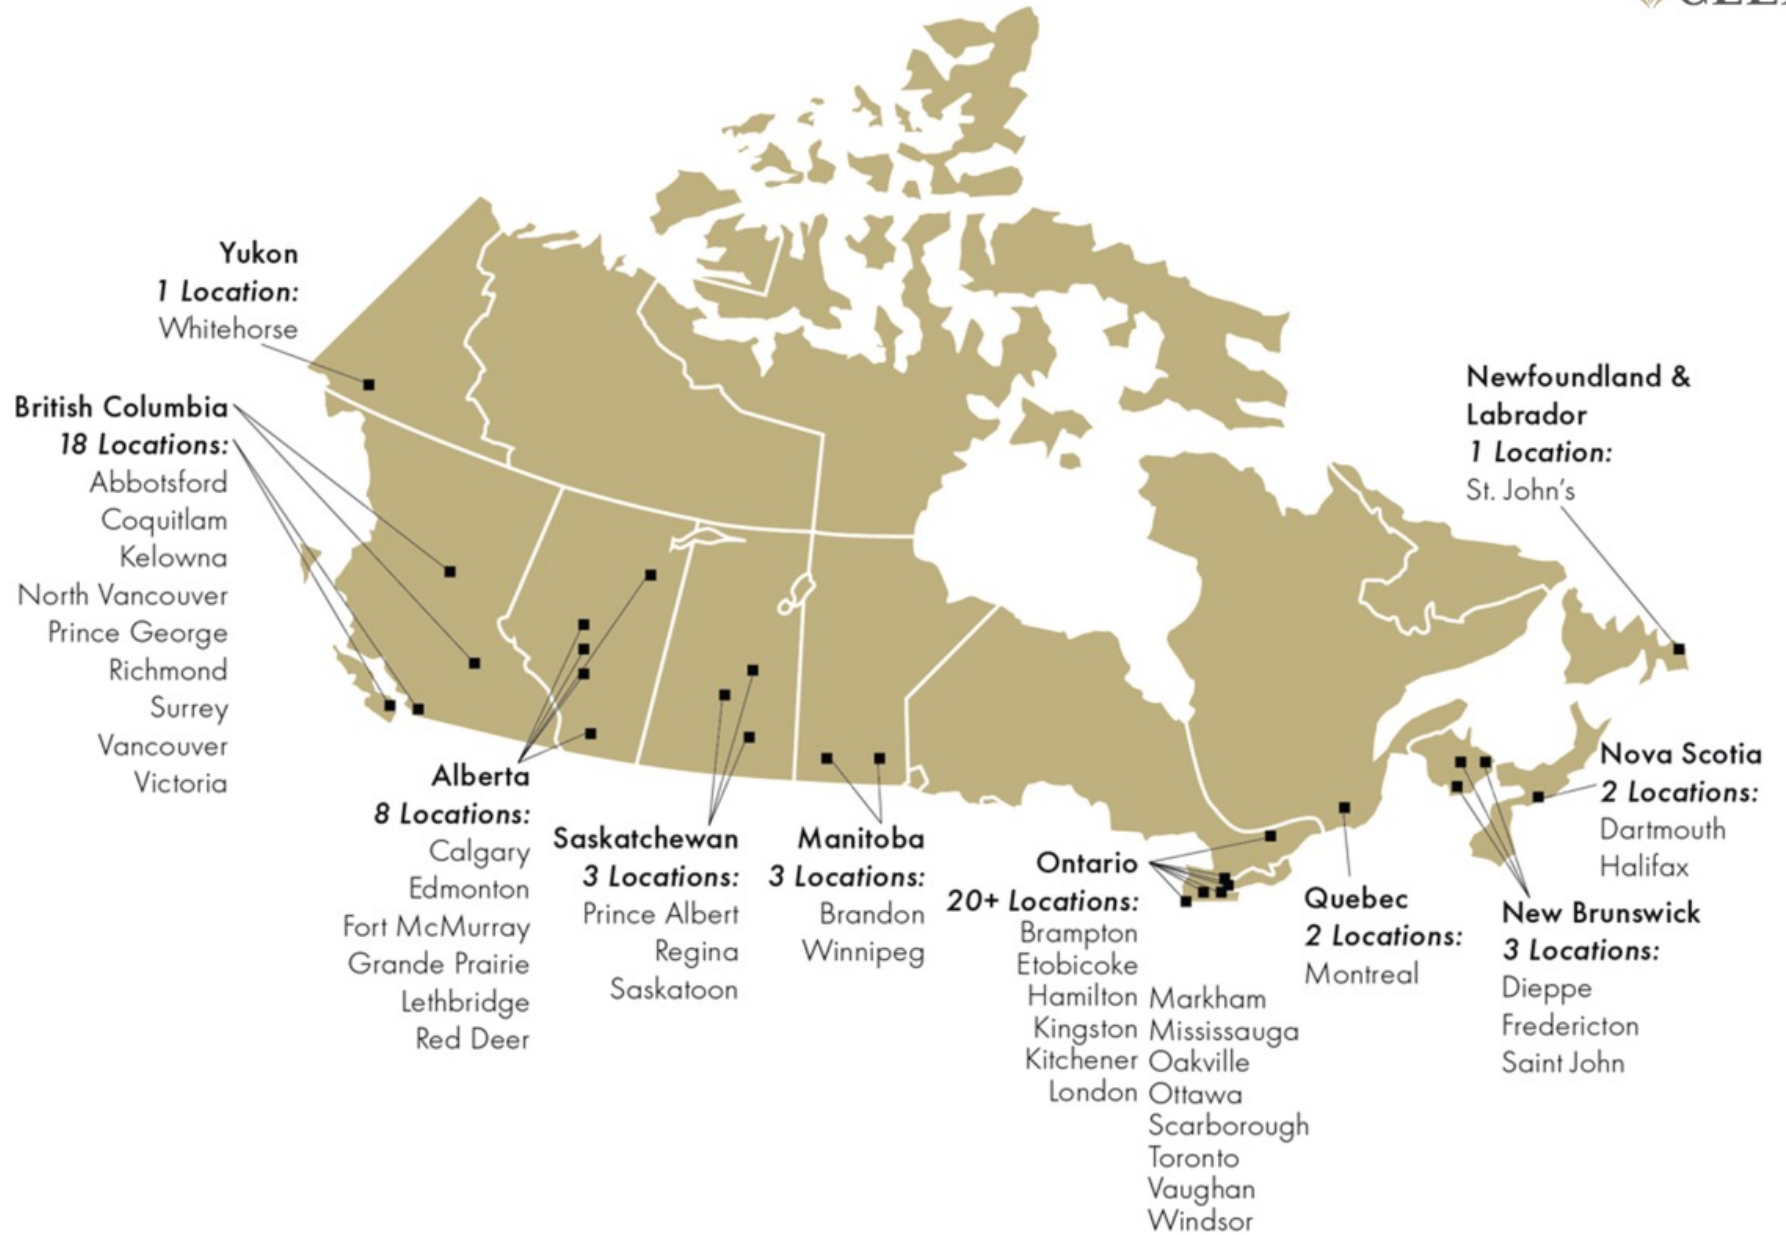 Yukon
1 Location:
Whitehorse
British Columbia
18 Locations:
Abbotsford
Coquitlam
Kelowna
North Vancouver
Prince George
Richmond
Surrey
Vancouver
Victoria
Alberta
8 Locations:
Calgary
Edmonton
Fort McMurray
Grande Prairie
Lethbridge
Red Deer
Saskatchewan
3 Locations:
Prince Albert
Regina
Saskatoon
Manitoba
3 Locations:
Brandon
Winnipeg
Ontario
20+ Locations:
Brampton
Etobicoke
Hamilton
Kingston
Kitchener
London
Markham
Mississauga
Oakville
Ottawa
Scarborough
Toronto
Vaughan
Windsor
Quebec
2 Locations:
Montreal
New Brunswick
3 Locations:
Dieppe
Fredericton
Saint John
Nova Scotia
2 Locations:
Dartmouth
Halifax
Newfoundland &
Labrador
1 Location:
St. John's